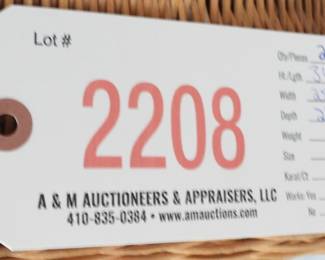 Lot #
2208
A & M AUCTIONEERS & APPRAISERS, LLC
410-835-0384 • www.amauctions.com
Qty/Pieces 2
Ht./Lgth
Width
Depth
Weight
Size
Karat/Ct
Works: Yes
No